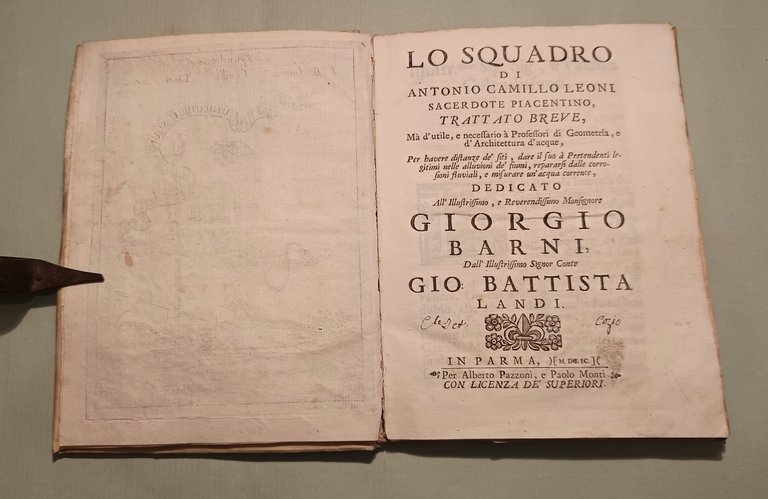 LO SQUADRO
DI
ANTONIO CAMILLO LEONI
SACERDOTE PIACENTINO,
TRATTATO BREVE,
Mà d'utile, e necessario à Professori di Geometria, e
d'Architettura d'acque,
Per havere distanze de' siti, dare il suo à Pretendenti le-
gitimi nelle alluvioni de' fiumi, repararsi dalle corro-
sioni fluviali, e misurare un'acqua corrente,
DEDICATO
All' Illustrissimo, e Reverendissimo Monsignore
GIORGIO
BARNI,
Dall' Illustrissimo Signor Conte
GIO: BATTISTA
LANDI.
Cozio
IN PARMA, )( M. DC. IC. )(
Per Alberto Pazzoni, e Paolo Monti
CON LICENZA DE' SUPERIORI.